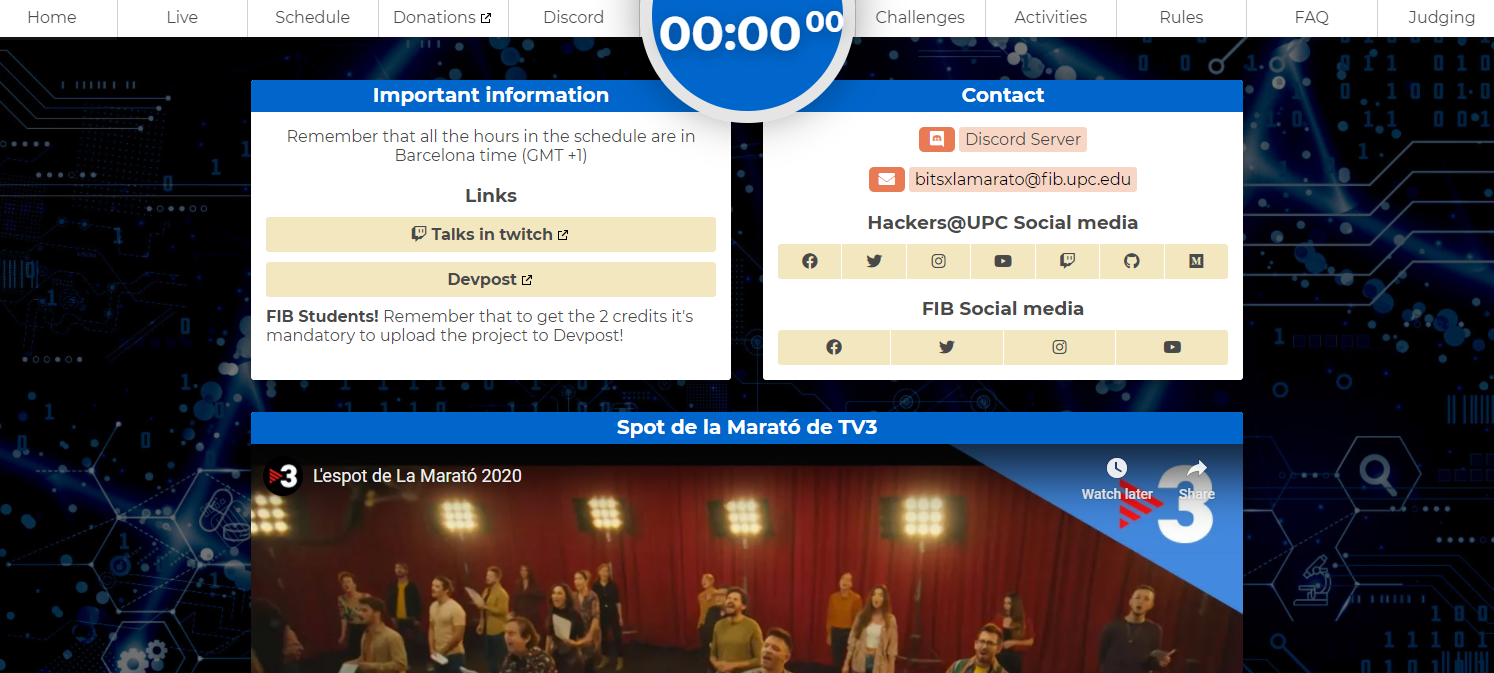 Home
Live
Schedule
Donations
Discord
00:00 00
Challenges
Activities
Rules
FAQ
Judging
Important information
Remember that all the hours in the schedule are in
Barcelona time (GMT +1)
Links
Talks in twitch
Devpost
FIB Students! Remember that to get the 2 credits it's
mandatory to upload the project to Devpost!
Contact
Discord Server
bitsxlamarato@fib.upc.edu
Hackers@UPC Social media
FIB Social media
Spot de la Marató de TV3
3
L'espot de La Marató 2020
Watch later
Share
3